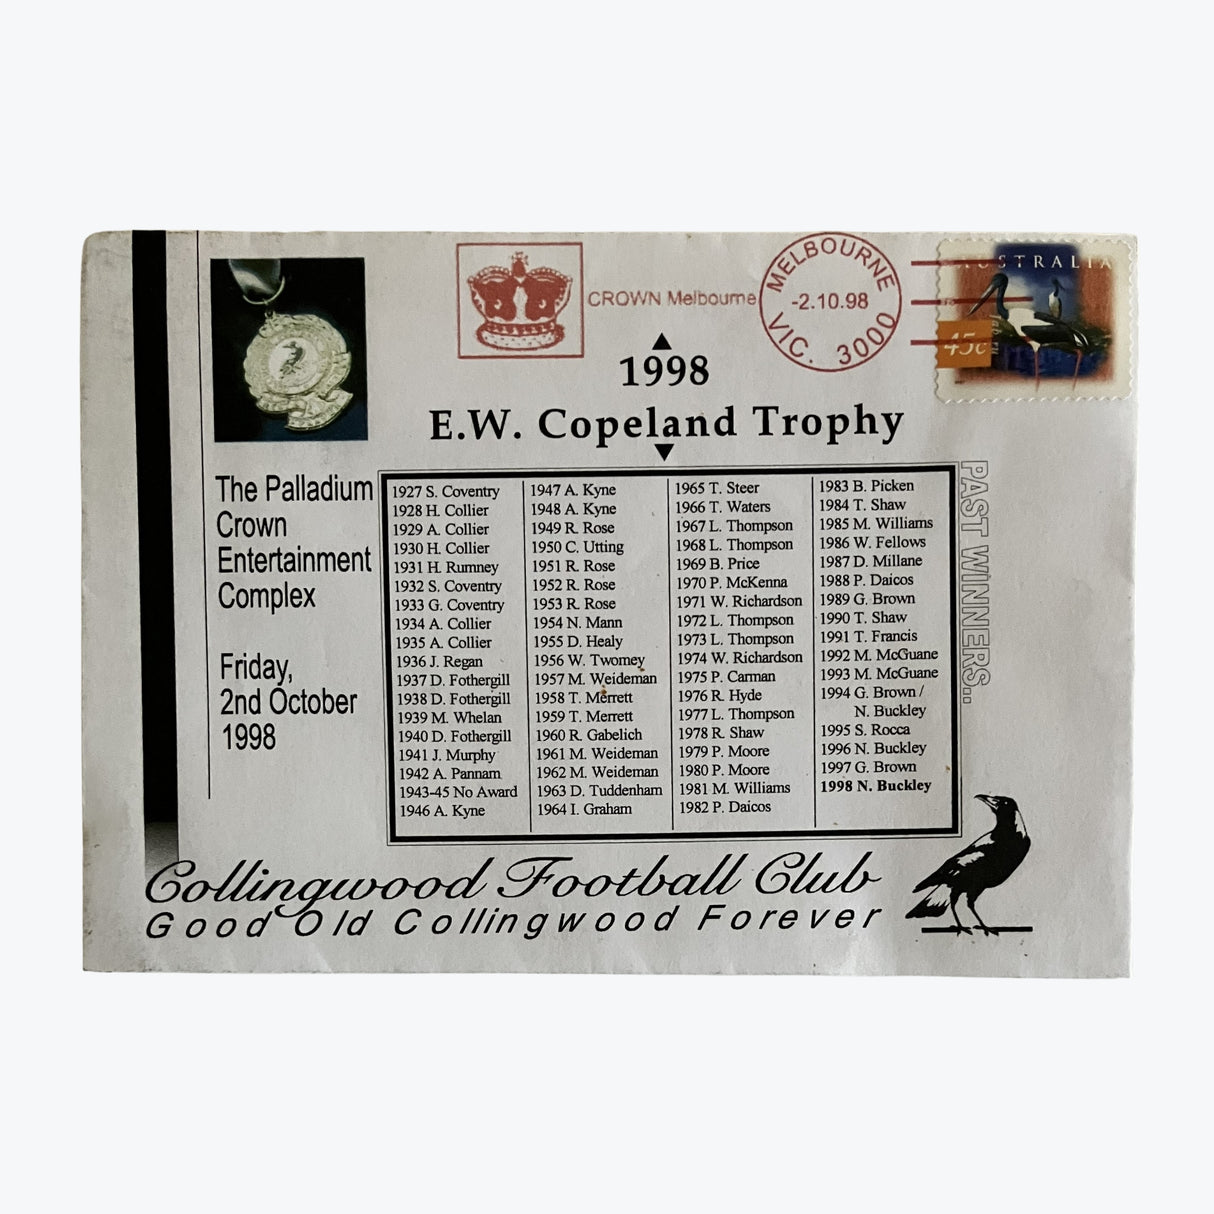 CROWN Melbourne
MELBOURNE
-2.10.98
VIC. 3000
AUSTRALIA
45c
1998
E.W. Copeland Trophy
The Palladium
Crown
Entertainment
Complex
Friday,
2nd October
1998
1927 S. Coventry
1928 H. Collier
1929 A. Collier
1930 H. Collier
1931 H. Rumney
1932 S. Coventry
1933 G. Coventry
1934 A. Collier
1935 A. Collier
1936 J. Regan
1937 D. Fothergill
1938 D. Fothergill
1939 M. Whelan
1940 D. Fothergill
1941 J. Murphy
1942 A. Pannam
1943-45 No Award
1946 A. Kyne
1947 A. Kyne
1948 A. Kyne
1949 R. Rose
1950 C. Utting
1951 R. Rose
1952 R. Rose
1953 R. Rose
1954 N. Mann
1955 D. Healy
1956 W. Twomey
1957 M. Weideman
1958 T. Merrett
1959 T. Merrett
1960 R. Gabelich
1961 M. Weideman
1962 M. Weideman
1963 D. Tuddenham
1964 I. Graham
1965 T. Steer
1966 T. Waters
1967 L. Thompson
1968 L. Thompson
1969 B. Price
1970 P. McKenna
1971 W. Richardson
1972 L. Thompson
1973 L. Thompson
1974 W. Richardson
1975 P. Carman
1976 R. Hyde
1977 L. Thompson
1978 R. Shaw
1979 P. Moore
1980 P. Moore
1981 M. Williams
1982 P. Daicos
1983 B. Picken
1984 T. Shaw
1985 M. Williams
1986 W. Fellows
1987 D. Millane
1988 P. Daicos
1989 G. Brown
1990 T. Shaw
1991 T. Francis
1992 M. McGuane
1993 M. McGuane
1994 G. Brown /
N. Buckley
1995 S. Rocca
1996 N. Buckley
1997 G. Brown
1998 N. Buckley
PAST WINNERS...
Collingwood Football Club
Good Old Collingwood Forever